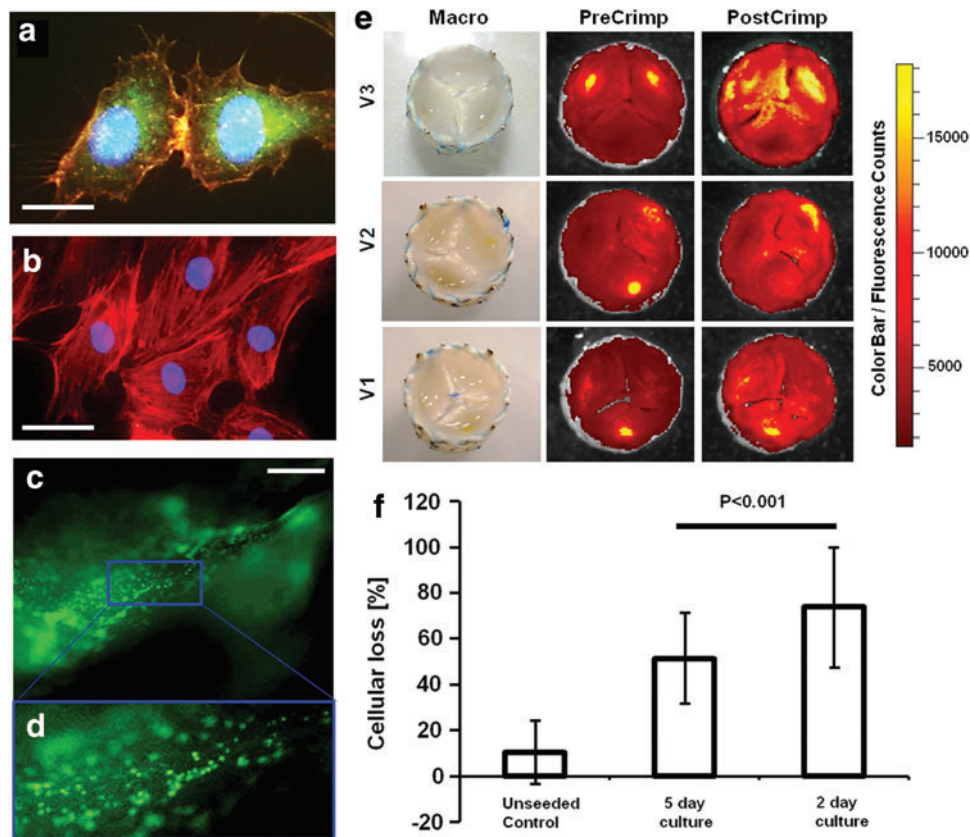 a
b
c
d
e
Macro
PreCrimp
PostCrimp
V3
V2
V1
15000
10000
5000
Color Bar / Fluorescence Counts
f
P<0.001
120
100
80
60
40
20
0
-20
Cellular loss [%]
Unseeded
Control
5 day
culture
2 day
culture